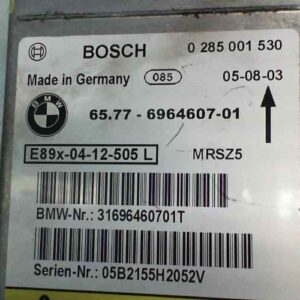 BOSCH 0 285 001 530
Made in Germany 085 05-08-03
BMW 65.77 - 6964607-01
E89x-04-12-505 L MRSZ5
BMW-Nr.: 31696460701T
Serien-Nr.: 05B2155H2052V